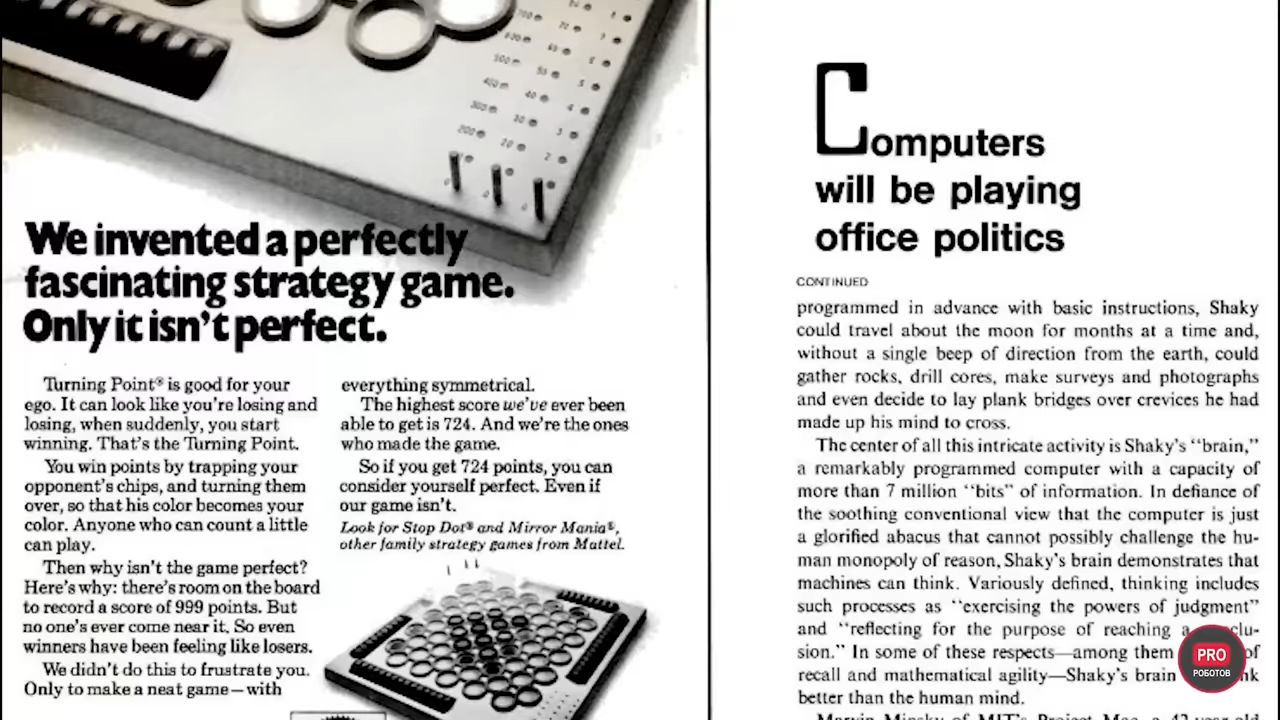 We invented a perfectly
fascinating strategy game.
Only it isn't perfect.
Turning Point® is good for your
ego. It can look like you're losing and
losing, when suddenly, you start
winning. That's the Turning Point.
You win points by trapping your
opponent's chips, and turning them
over, so that his color becomes your
color. Anyone who can count a little
can play.
Then why isn't the game perfect?
Here's why: there's room on the board
to record a score of 999 points. But
no one's ever come near it. So even
winners have been feeling like losers.
We didn't do this to frustrate you.
Only to make a neat game—with
everything symmetrical.
The highest score we've ever been
able to get is 724. And we're the ones
who made the game.
So if you get 724 points, you can
consider yourself perfect. Even if
our game isn't.
Look for Stop Dot® and Mirror Mania®,
other family strategy games from Mattel.
Computers
will be playing
office politics
CONTINUED
programmed in advance with basic instructions, Shaky
could travel about the moon for months at a time and,
without a single beep of direction from the earth, could
gather rocks, drill cores, make surveys and photographs
and even decide to lay plank bridges over crevices he had
made up his mind to cross.
The center of all this intricate activity is Shaky's "brain,"
a remarkably programmed computer with a capacity of
more than 7 million "bits" of information. In defiance of
the soothing conventional view that the computer is just
a glorified abacus that cannot possibly challenge the hu-
man monopoly of reason, Shaky's brain demonstrates that
machines can think. Variously defined, thinking includes
such processes as "exercising the powers of judgment"
and "reflecting for the purpose of reaching a
sion." In some of these respects—among them of
recall and mathematical agility—Shaky's brain
better than the human mind.
Marvin Minsky of MIT's Project Mac, a 42-year-old
PRO
РОБОТОВ